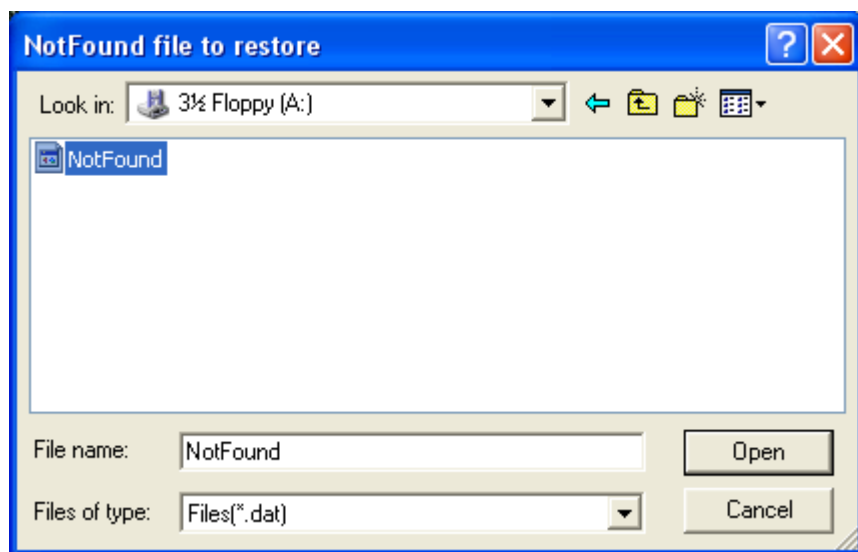 NotFound file to restore
Look in: 3½ Floppy (A:)
NotFound
File name: NotFound Open
Files of type: Files(*.dat) Cancel